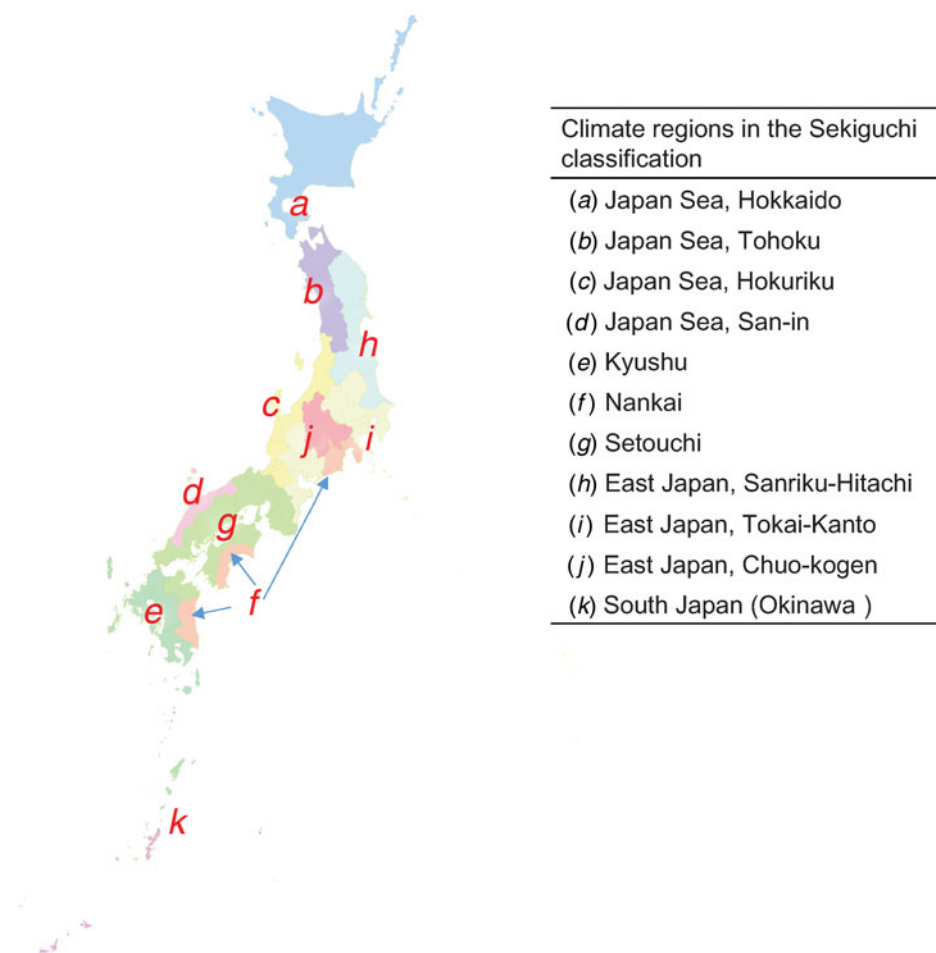 a
b
h
c
j
i
d
g
e
f
k
Climate regions in the Sekiguchi
classification
(a) Japan Sea, Hokkaido
(b) Japan Sea, Tohoku
(c) Japan Sea, Hokuriku
(d) Japan Sea, San-in
(e) Kyushu
(f) Nankai
(g) Setouchi
(h) East Japan, Sanriku-Hitachi
(i) East Japan, Tokai-Kanto
(j) East Japan, Chuo-kogen
(k) South Japan (Okinawa )